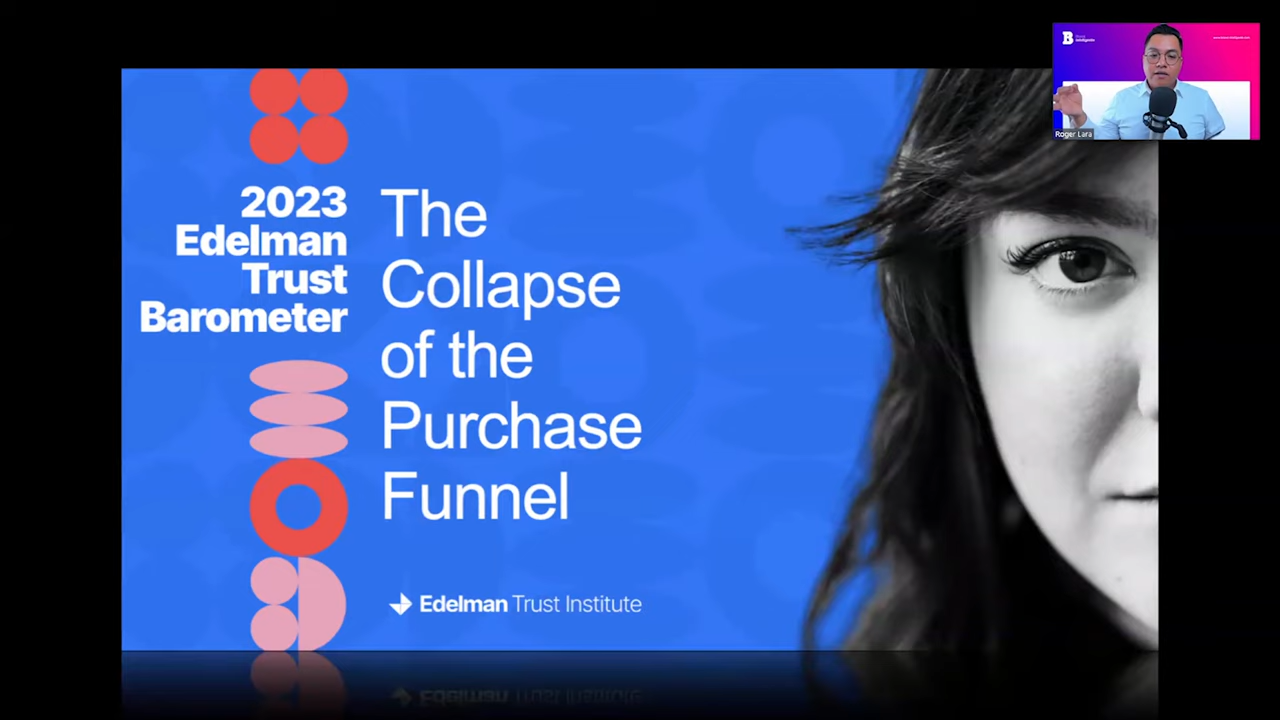 2023
Edelman
Trust
Barometer
The
Collapse
of the
Purchase
Funnel
Edelman Trust Institute
Roger Lara